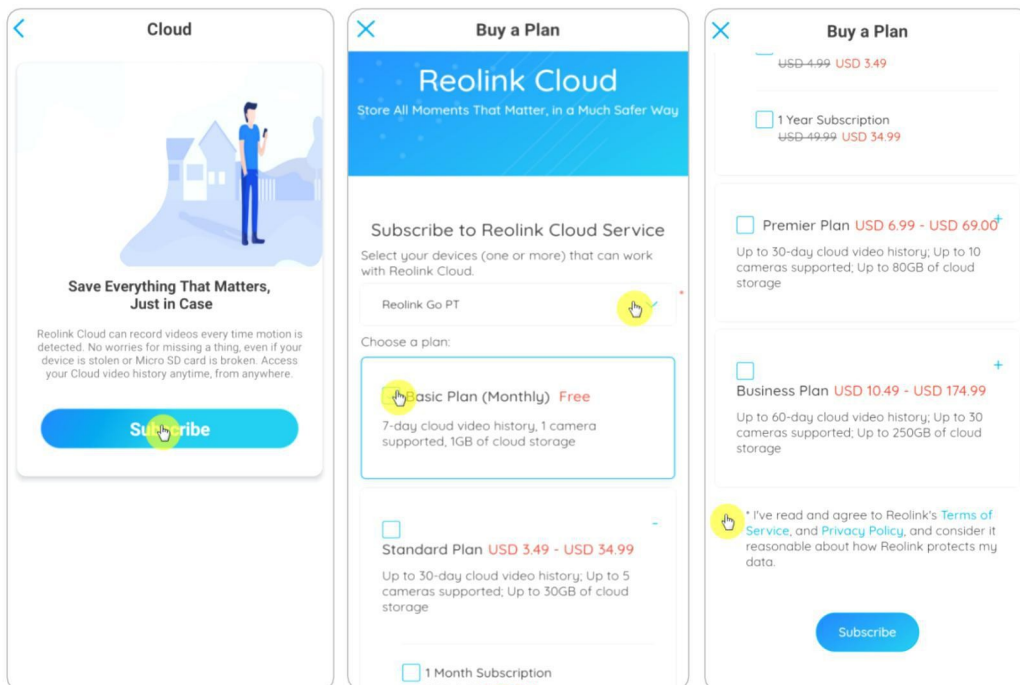 Cloud
Save Everything That Matters,
Just in Case
Reolink Cloud can record videos every time motion is
detected. No worries for missing a thing, even if your
device is stolen or Micro SD card is broken. Access
your Cloud video history anytime, from anywhere.
Subscribe
Buy a Plan
Reolink Cloud
Store All Moments That Matter, in a Much Safer Way
Subscribe to Reolink Cloud Service
Select your devices (one or more) that can work
with Reolink Cloud.
Reolink Go PT
*
Choose a plan:
Basic Plan (Monthly) Free
7-day cloud video history, 1 camera
supported, 1GB of cloud storage
Standard Plan USD 3.49 - USD 34.99
Up to 30-day cloud video history; Up to 5
cameras supported; Up to 30GB of cloud
storage
1 Month Subscription
Buy a Plan
USD 4.99 USD 3.49
1 Year Subscription
USD 49.99 USD 34.99
Premier Plan USD 6.99 - USD 69.00
Up to 30-day cloud video history; Up to 10
cameras supported; Up to 80GB of cloud
storage
Business Plan USD 10.49 - USD 174.99
Up to 60-day cloud video history; Up to 30
cameras supported; Up to 250GB of cloud
storage
* I've read and agree to Reolink's Terms of
Service, and Privacy Policy, and consider it
reasonable about how Reolink protects my
data.
Subscribe